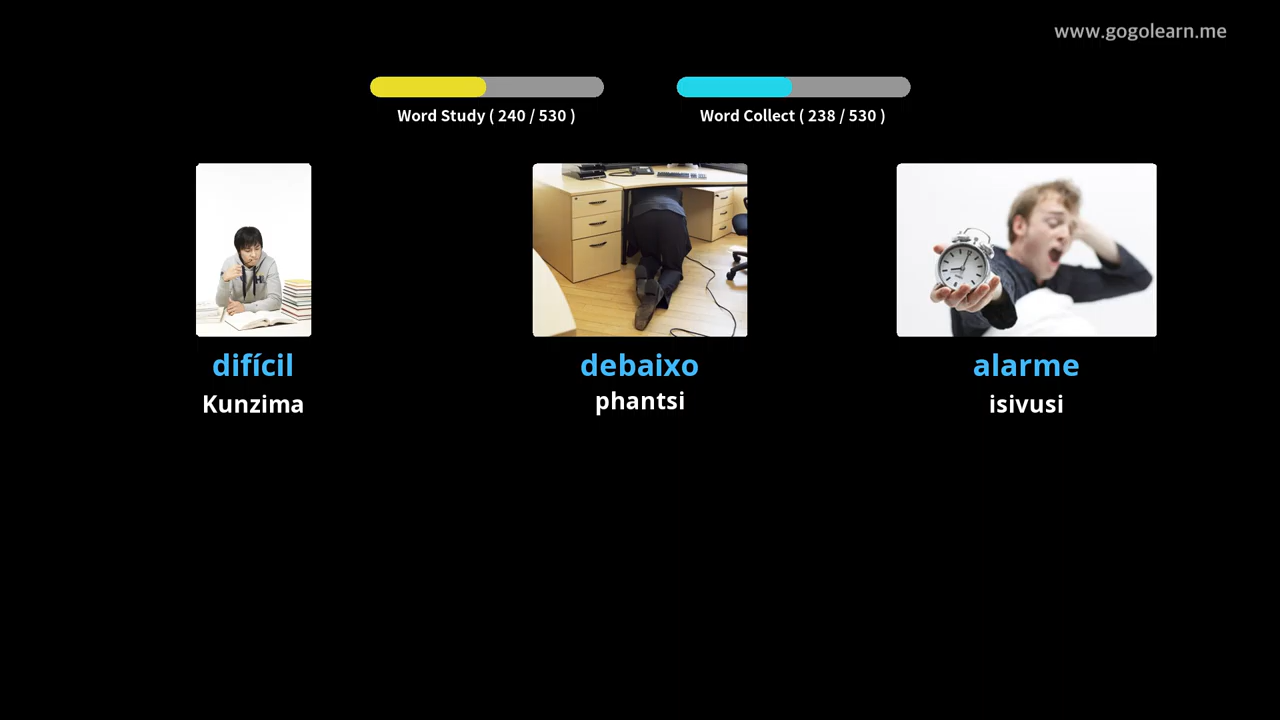 www.gogolearn.me
Word Study ( 240 / 530 )
Word Collect ( 238 / 530 )
difícil
debaixo
alarme
Kunzima
phantsi
isivusi